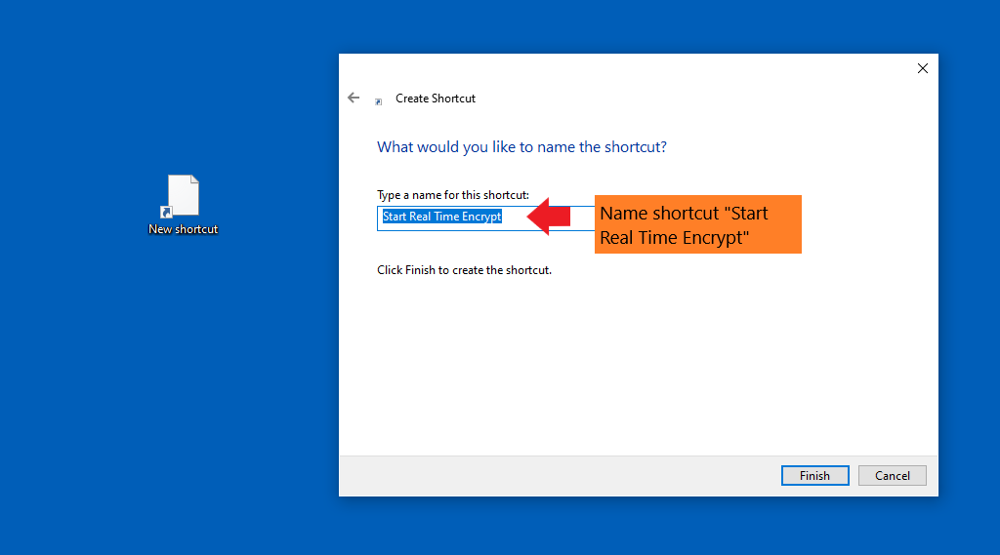 Create Shortcut
What would you like to name the shortcut?
Type a name for this shortcut:
Start Real Time Encrypt
Name shortcut "Start
Real Time Encrypt"
New shortcut
Click Finish to create the shortcut.
Finish
Cancel